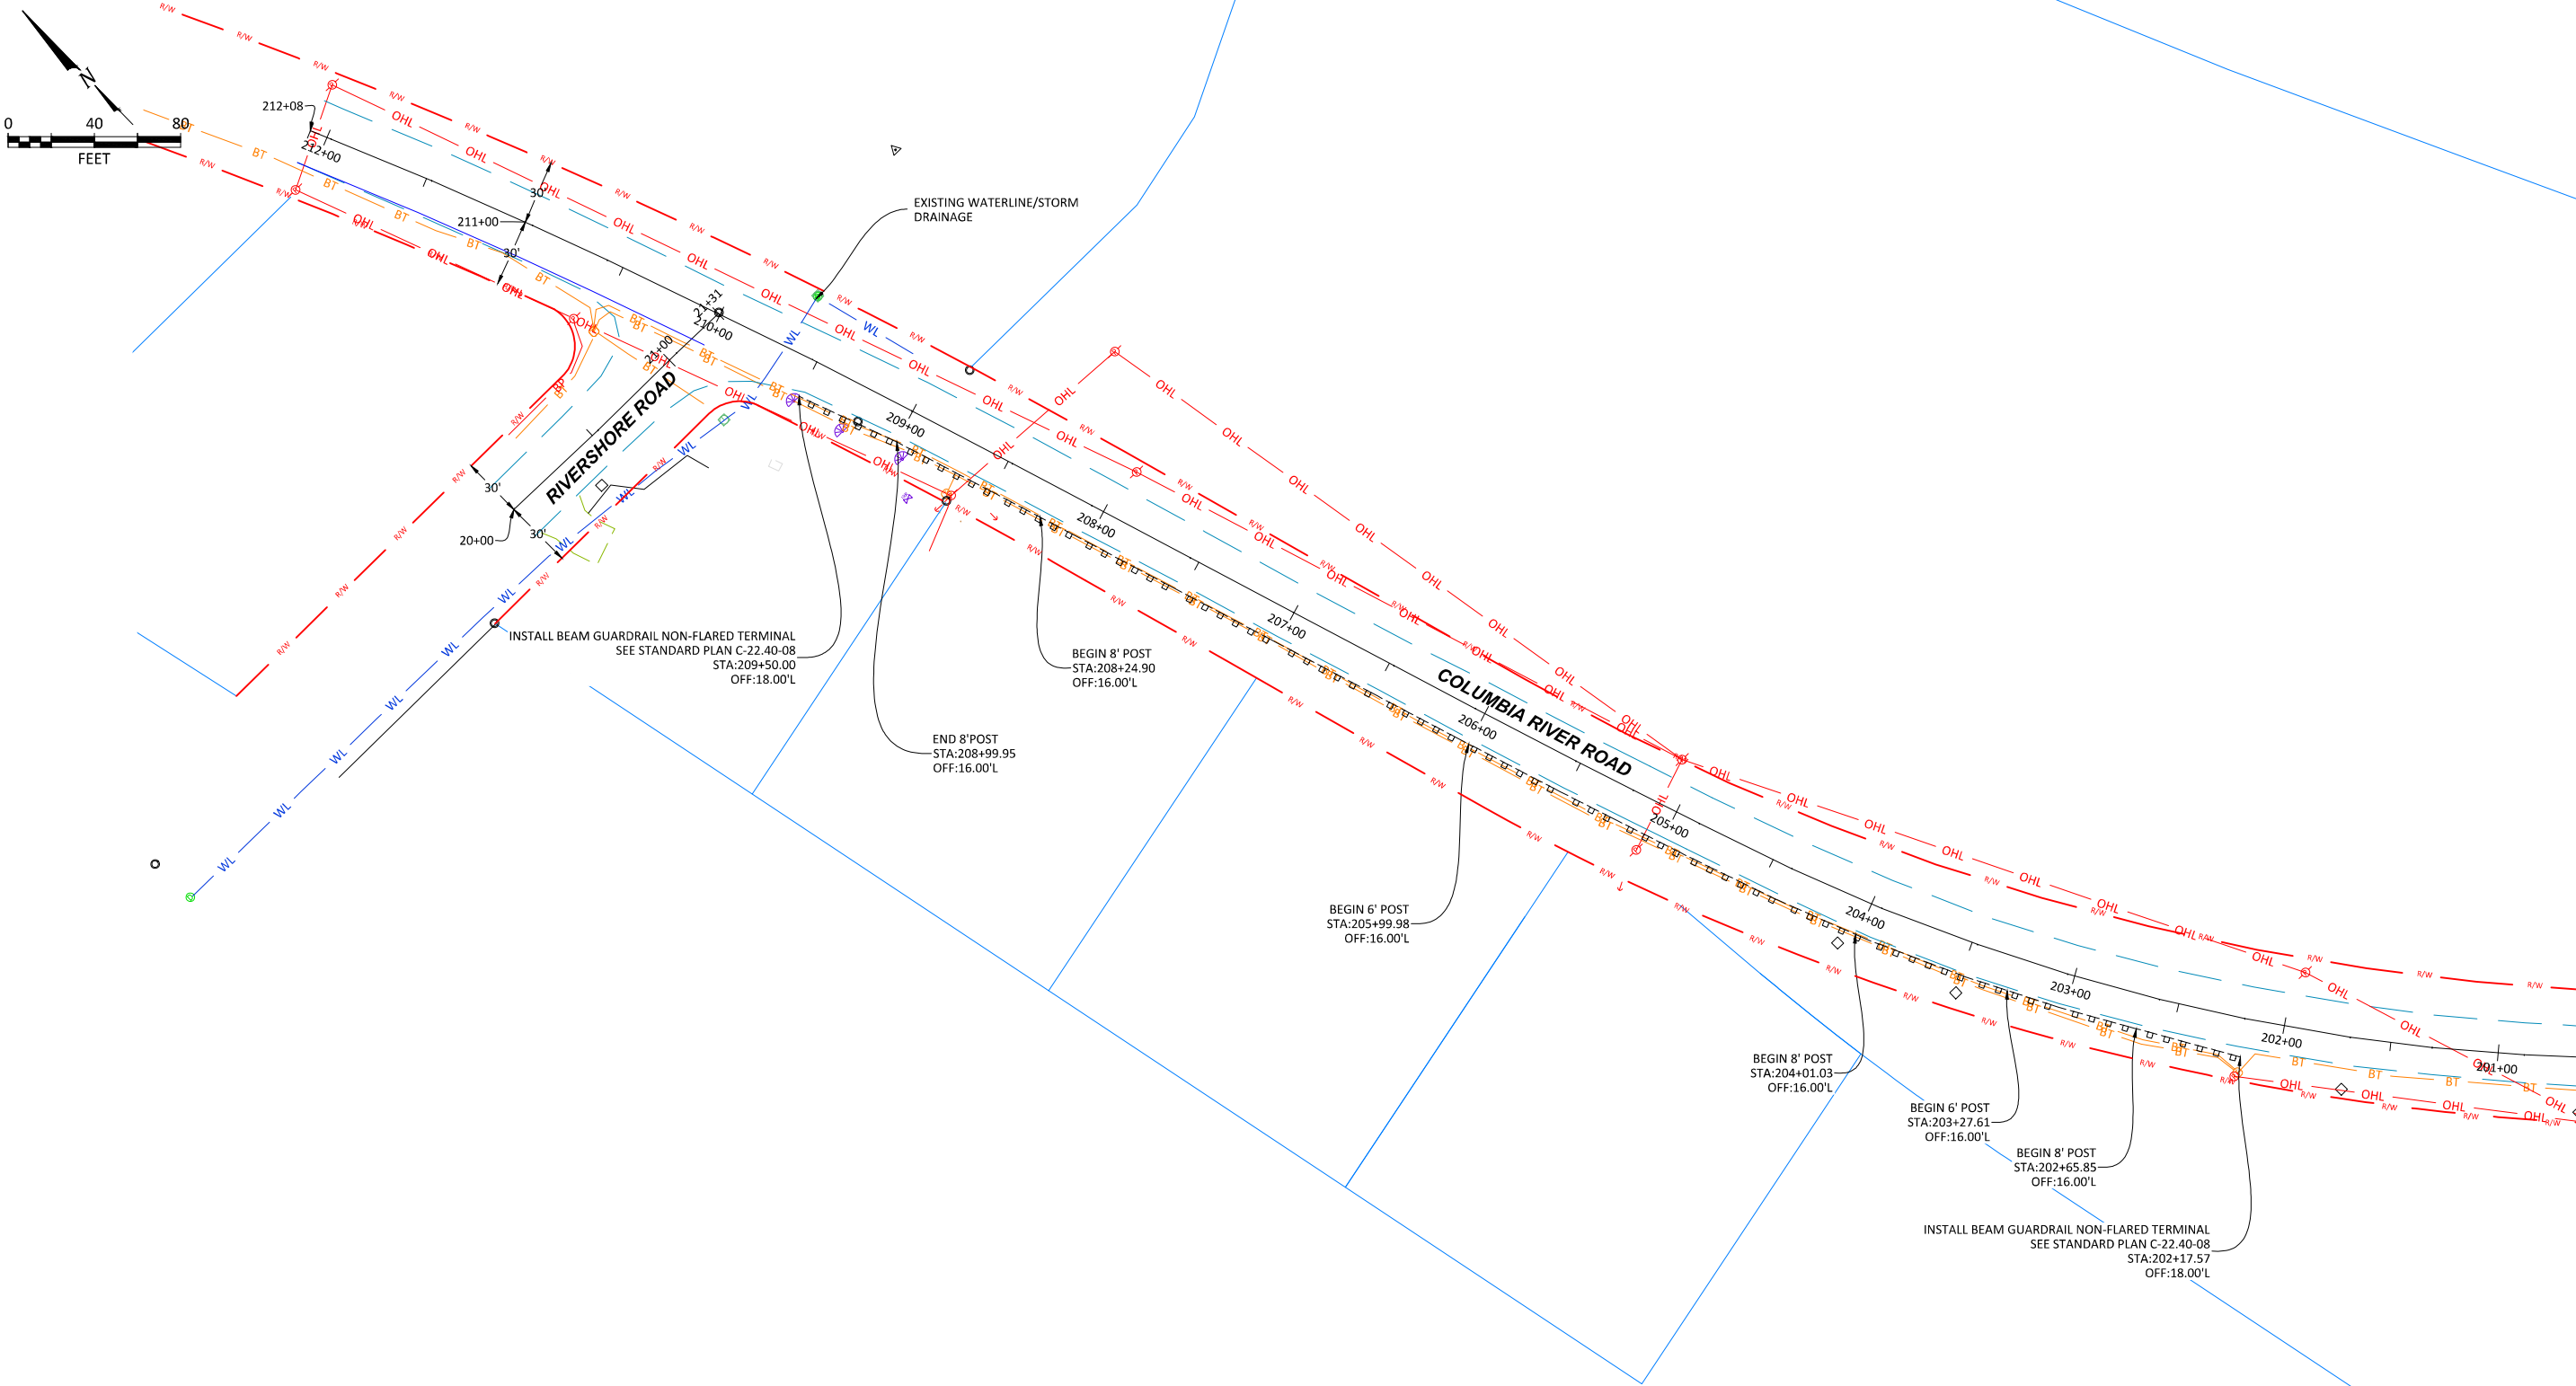 N
0 40 80
FEET
212+08
212+00
30'
211+00
30'
EXISTING WATERLINE/STORM
DRAINAGE
21+31
210+00
21+00
RIVERSHORE ROAD
30'
20+00
30'
209+00
208+00
207+00
COLUMBIA RIVER ROAD
206+00
205+00
204+00
203+00
202+00
201+00
INSTALL BEAM GUARDRAIL NON-FLARED TERMINAL
SEE STANDARD PLAN C-22.40-08
STA:209+50.00
OFF:18.00'L
BEGIN 8' POST
STA:208+24.90
OFF:16.00'L
END 8'POST
STA:208+99.95
OFF:16.00'L
BEGIN 6' POST
STA:205+99.98
OFF:16.00'L
BEGIN 8' POST
STA:204+01.03
OFF:16.00'L
BEGIN 6' POST
STA:203+27.61
OFF:16.00'L
BEGIN 8' POST
STA:202+65.85
OFF:16.00'L
INSTALL BEAM GUARDRAIL NON-FLARED TERMINAL
SEE STANDARD PLAN C-22.40-08
STA:202+17.57
OFF:18.00'L
R/W
OHL
BT
WL